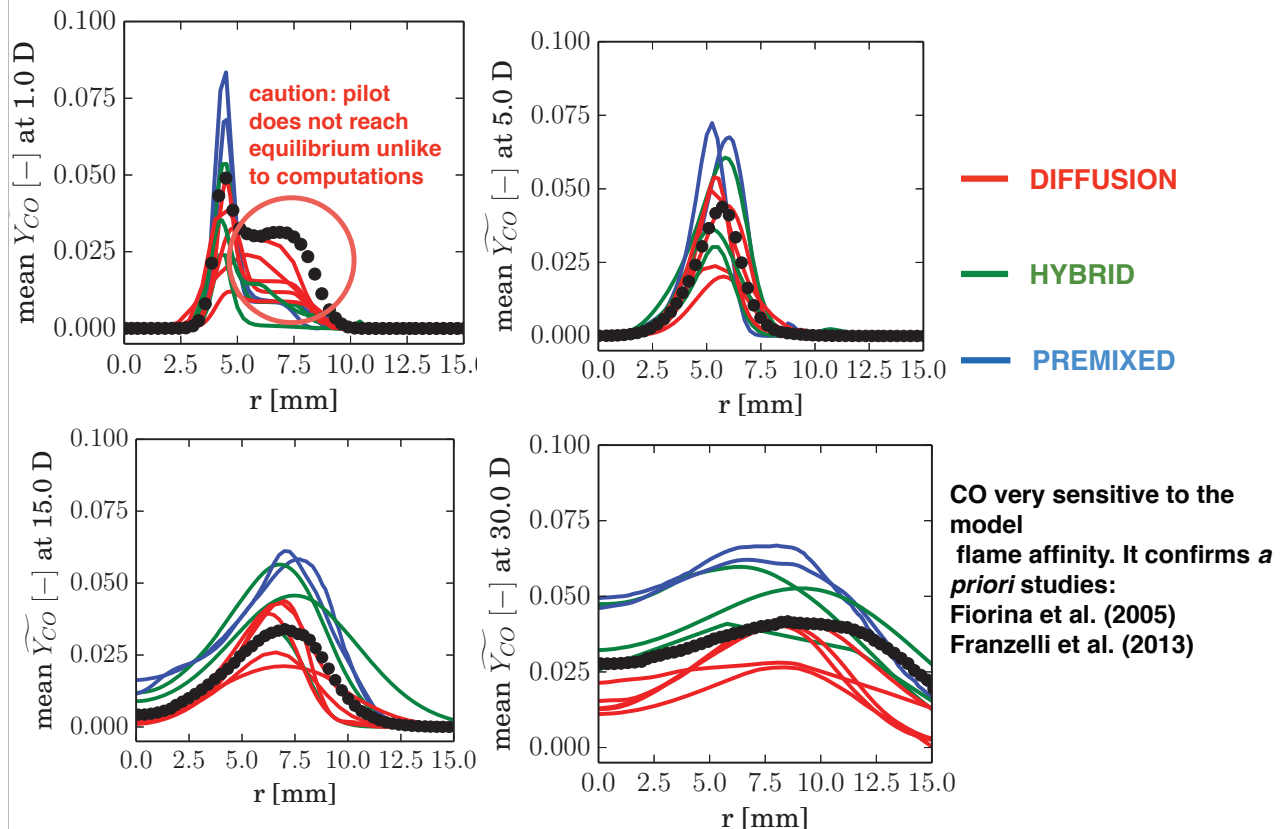 mean Y_CO [−] at 1.0 D
0.100
0.075
0.050
0.025
0.000
caution: pilot
does not reach
equilibrium unlike
to computations
0.0 2.5 5.0 7.5 10.0 12.5 15.0
r [mm]
mean Y_CO [−] at 5.0 D
0.100
0.075
0.050
0.025
0.000
0.0 2.5 5.0 7.5 10.0 12.5 15.0
r [mm]
DIFFUSION
HYBRID
PREMIXED
mean Y_CO [−] at 15.0 D
0.100
0.075
0.050
0.025
0.000
0.0 2.5 5.0 7.5 10.0 12.5 15.0
r [mm]
mean Y_CO [−] at 30.0 D
0.100
0.075
0.050
0.025
0.000
0.0 2.5 5.0 7.5 10.0 12.5 15.0
r [mm]
CO very sensitive to the
model
flame affinity. It confirms a
priori studies:
Fiorina et al. (2005)
Franzelli et al. (2013)